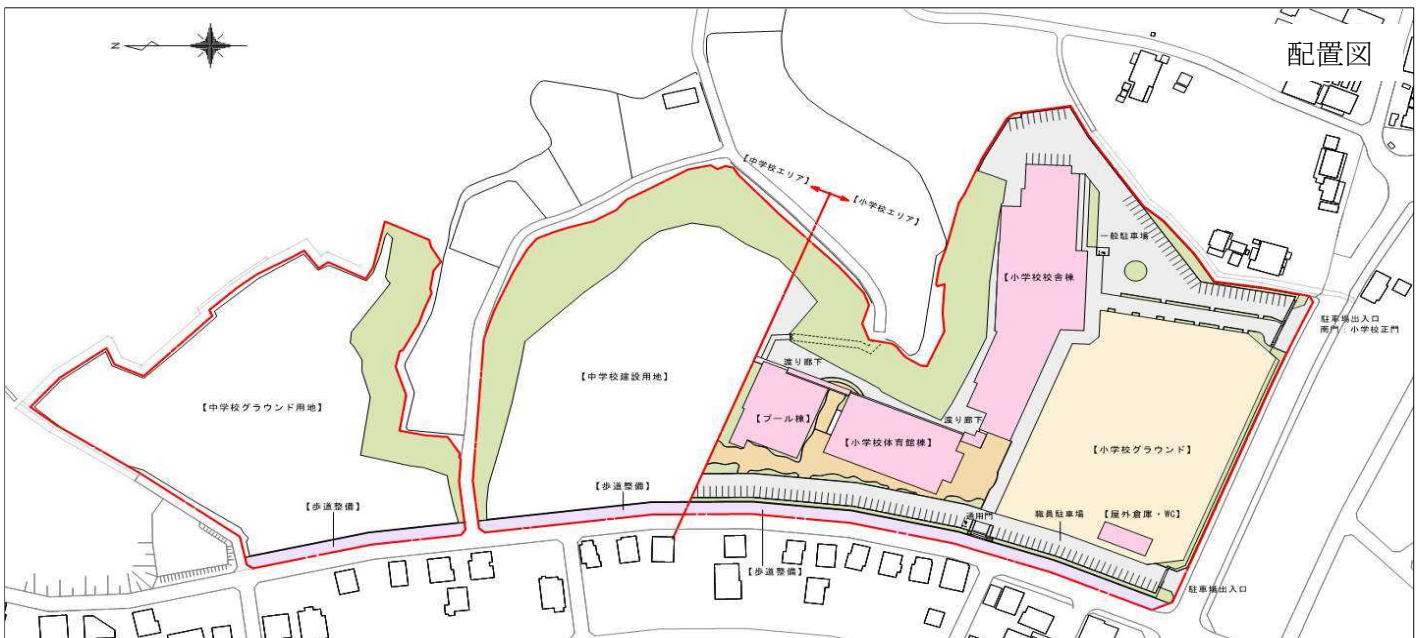 配置図
N
【中学校エリア】
【小学校エリア】
一般駐車場
【小学校校舎棟】
駐車場出入口
南門:小学校正門
【中学校建設用地】
渡り廊下
【中学校グラウンド用地】
【プール棟】
【小学校体育館棟】
渡り廊下
【小学校グラウンド】
【歩道整備】
【歩道整備】
通用門
職員駐車場
【屋外倉庫・WC】
【歩道整備】
駐車場出入口